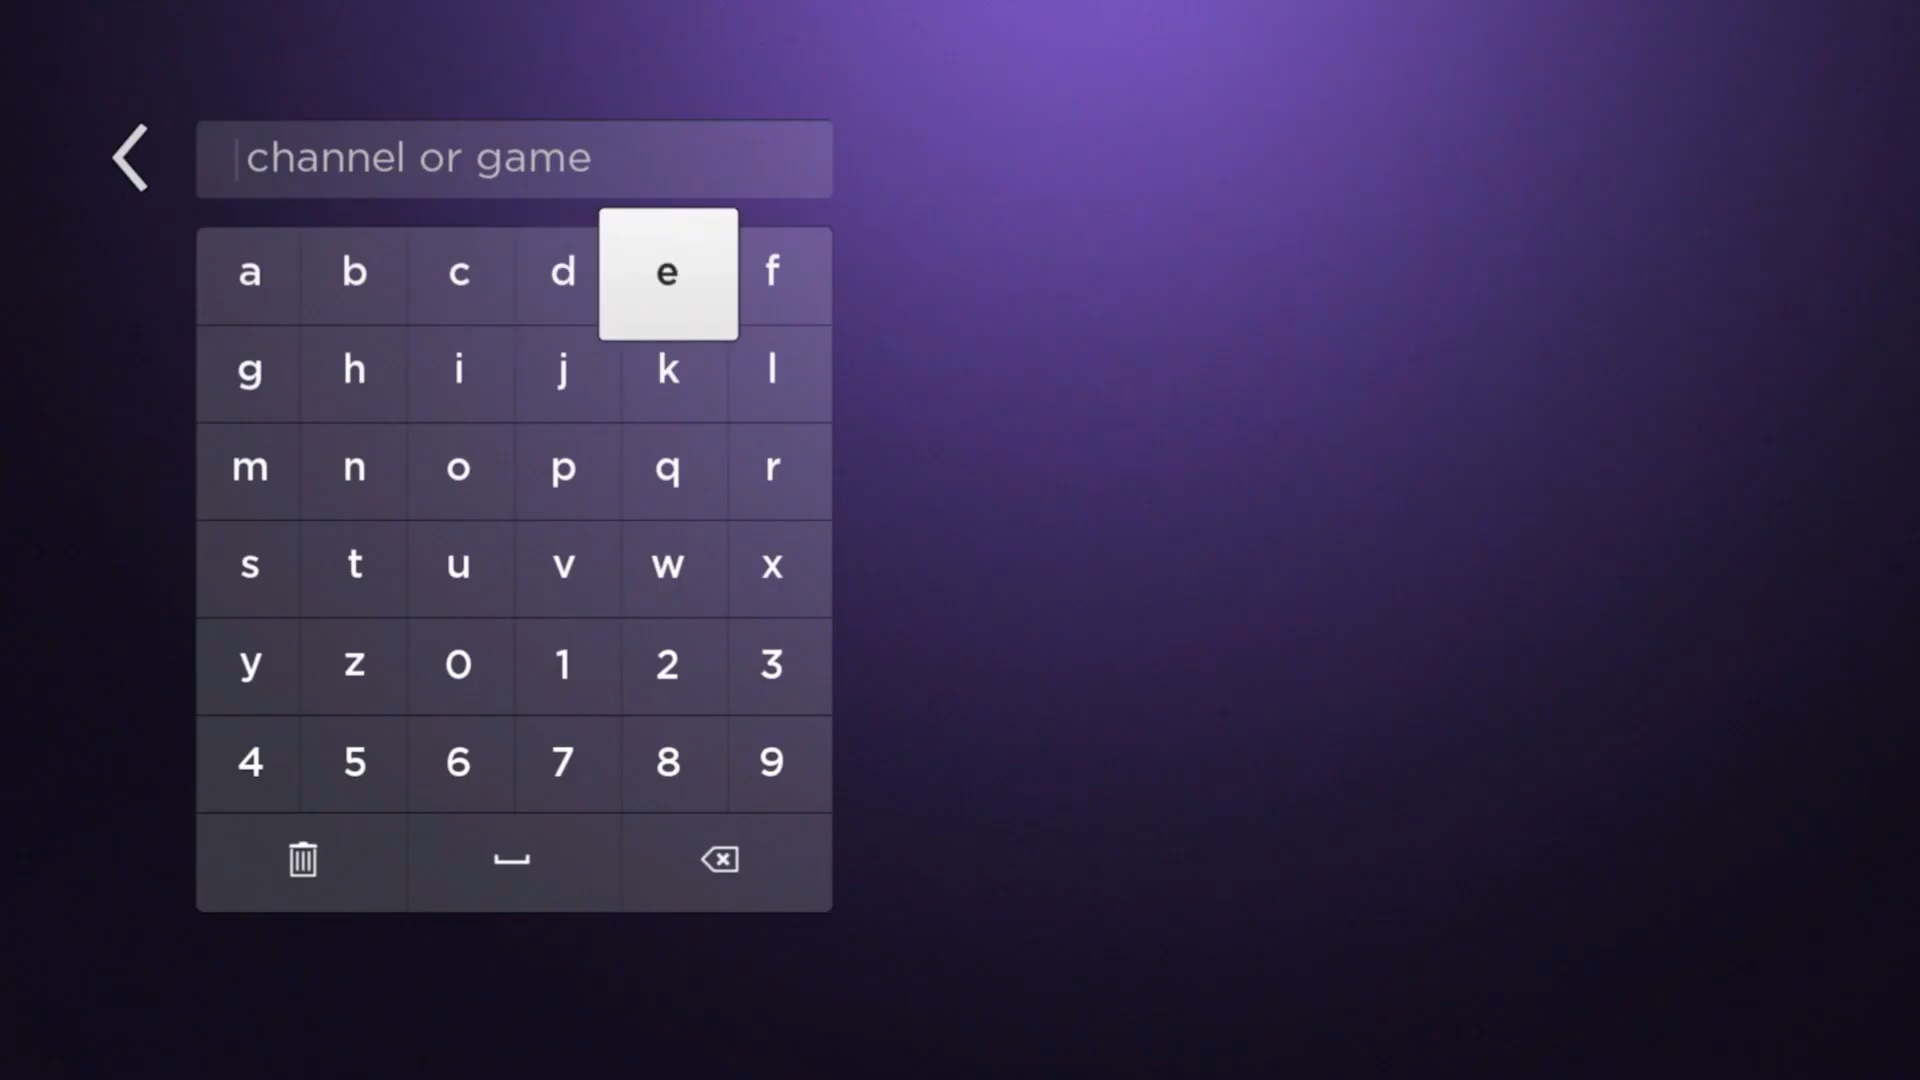 channel or game
a b c d e f
g h i j k l
m n o p q r
s t u v w x
y z 0 1 2 3
4 5 6 7 8 9